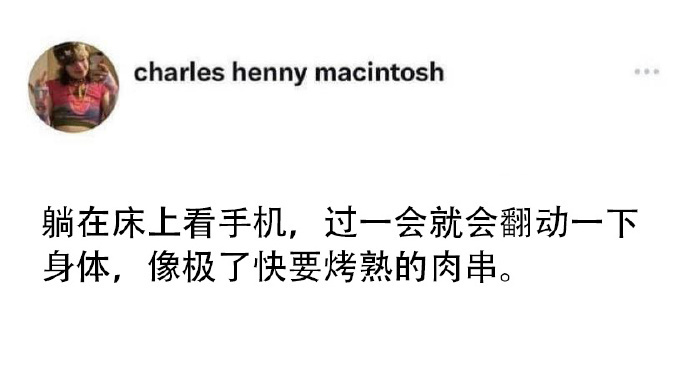 charles henny macintosh
躺在床上看手机，过一会就会翻动一下
身体，像极了快要烤熟的肉串。